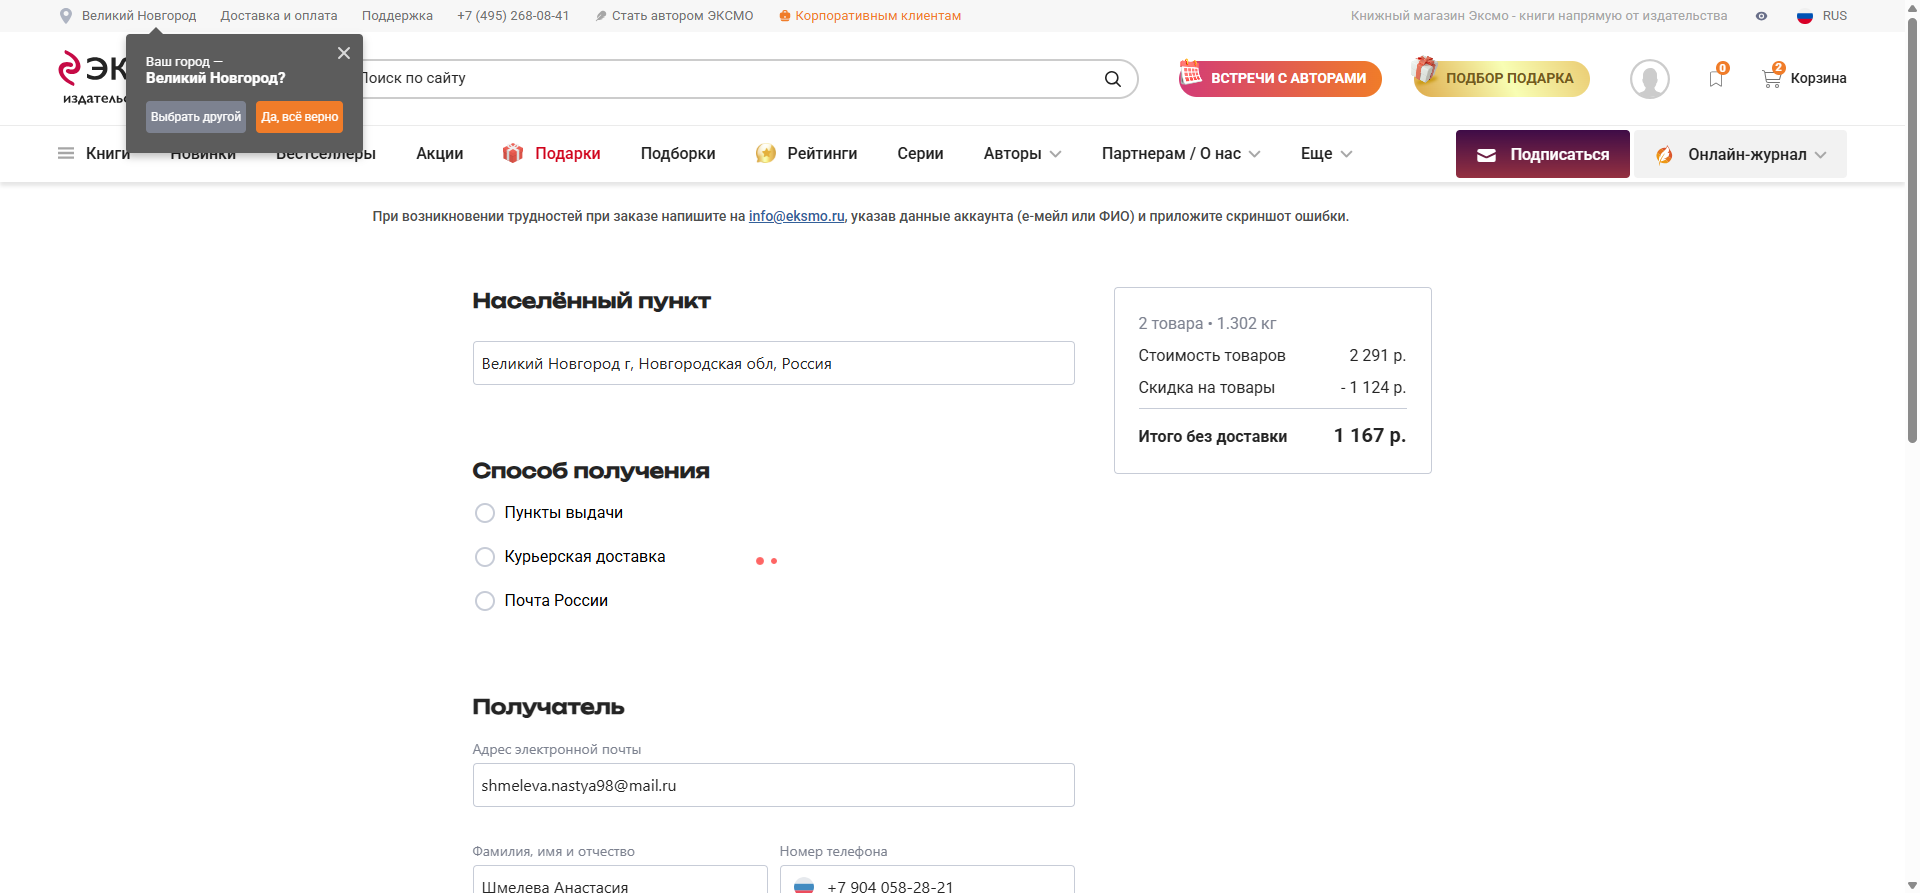 Великий Новгород
Доставка и оплата
Поддержка
+7 (495) 268-08-41
Стать автором ЭКСМО
Корпоративным клиентам
Книжный магазин Эксмо - книги напрямую от издательства
RUS
Ваш город —
Великий Новгород?
Выбрать другой
Да, всё верно
Поиск по сайту
ВСТРЕЧИ С АВТОРАМИ
ПОДБОР ПОДАРКА
0
2
Корзина
Книги
Новинки
Бестселлеры
Акции
Подарки
Подборки
Рейтинги
Серии
Авторы
Партнерам / О нас
Еще
Подписаться
Онлайн-журнал
При возникновении трудностей при заказе напишите на info@eksmo.ru, указав данные аккаунта (е-мейл или ФИО) и приложите скриншот ошибки.
Населённый пункт
Великий Новгород г, Новгородская обл, Россия
2 товара • 1.302 кг
Стоимость товаров 2 291 р.
Скидка на товары - 1 124 р.
Итого без доставки 1 167 р.
Способ получения
Пункты выдачи
Курьерская доставка
Почта России
Получатель
Адрес электронной почты
shmeleva.nastya98@mail.ru
Фамилия, имя и отчество
Номер телефона
Шмелева Анастасия
+7 904 058-28-21